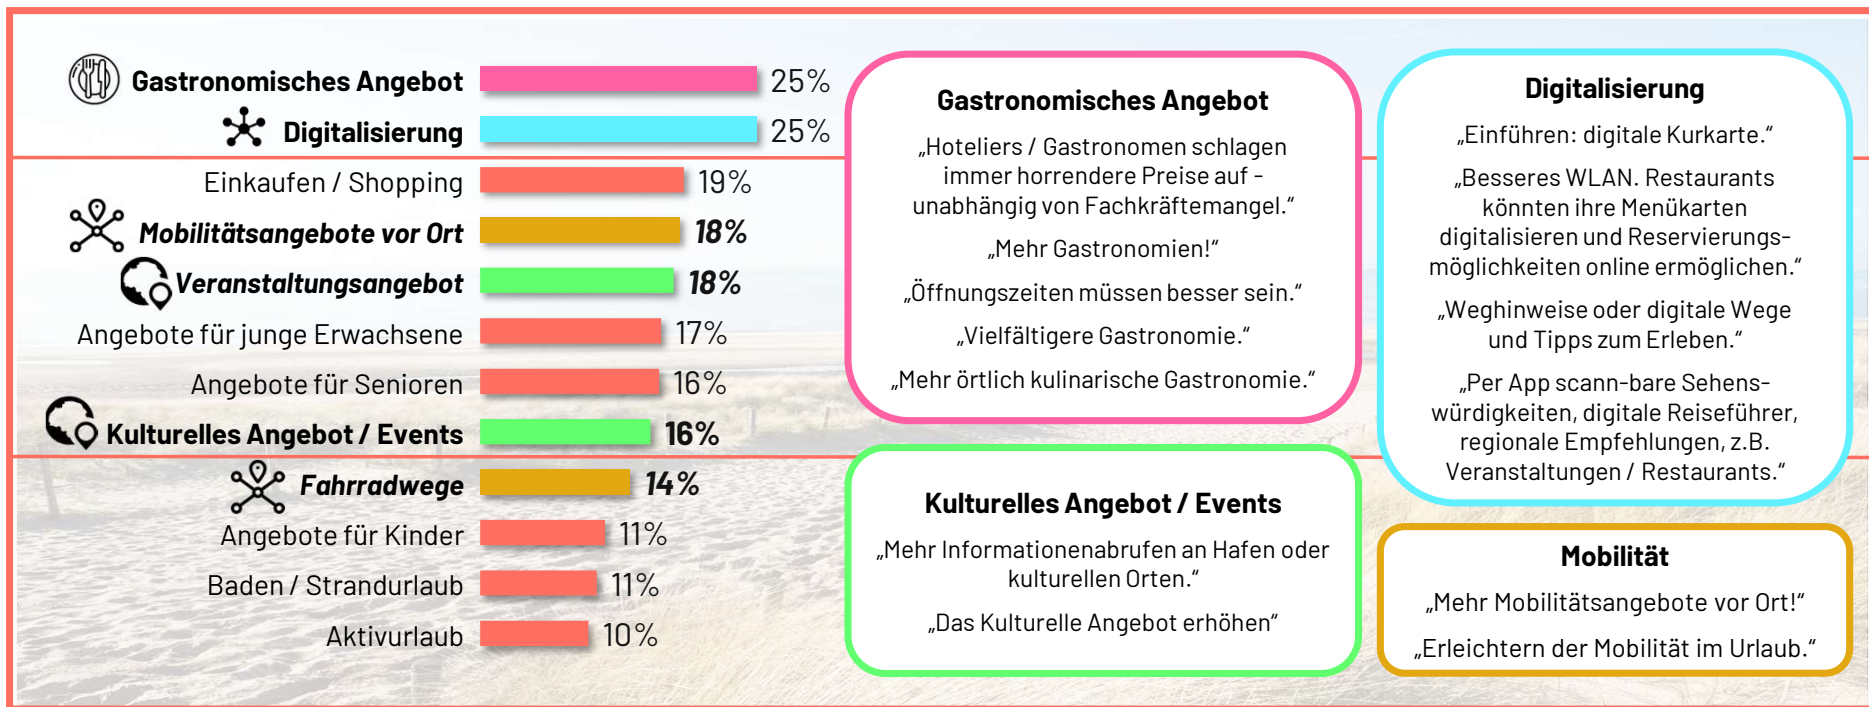 Gastronomisches Angebot 25%
Digitalisierung 25%
Einkaufen / Shopping 19%
Mobilitätsangebote vor Ort 18%
Veranstaltungsangebot 18%
Angebote für junge Erwachsene 17%
Angebote für Senioren 16%
Kulturelles Angebot / Events 16%
Fahrradwege 14%
Angebote für Kinder 11%
Baden / Strandurlaub 11%
Aktivurlaub 10%
Gastronomisches Angebot
„Hoteliers / Gastronomen schlagen
immer horrendere Preise auf -
unabhängig von Fachkräftemangel.“
„Mehr Gastronomien!“
„Öffnungszeiten müssen besser sein.“
„Vielfältigere Gastronomie.“
„Mehr örtlich kulinarische Gastronomie.“
Kulturelles Angebot / Events
„Mehr Informationenabrufen an Hafen oder
kulturellen Orten.“
„Das Kulturelle Angebot erhöhen“
Digitalisierung
„Einführen: digitale Kurkarte.“
„Besseres WLAN. Restaurants
könnten ihre Menükarten
digitalisieren und Reservierungs-
möglichkeiten online ermöglichen.“
„Weghinweise oder digitale Wege
und Tipps zum Erleben.“
„Per App scann-bare Sehens-
würdigkeiten, digitale Reiseführer,
regionale Empfehlungen, z.B.
Veranstaltungen / Restaurants.“
Mobilität
„Mehr Mobilitätsangebote vor Ort!“
„Erleichtern der Mobilität im Urlaub.“